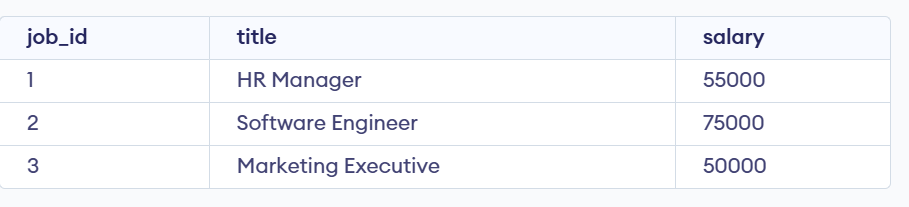 job_id title salary
1 HR Manager 55000
2 Software Engineer 75000
3 Marketing Executive 50000